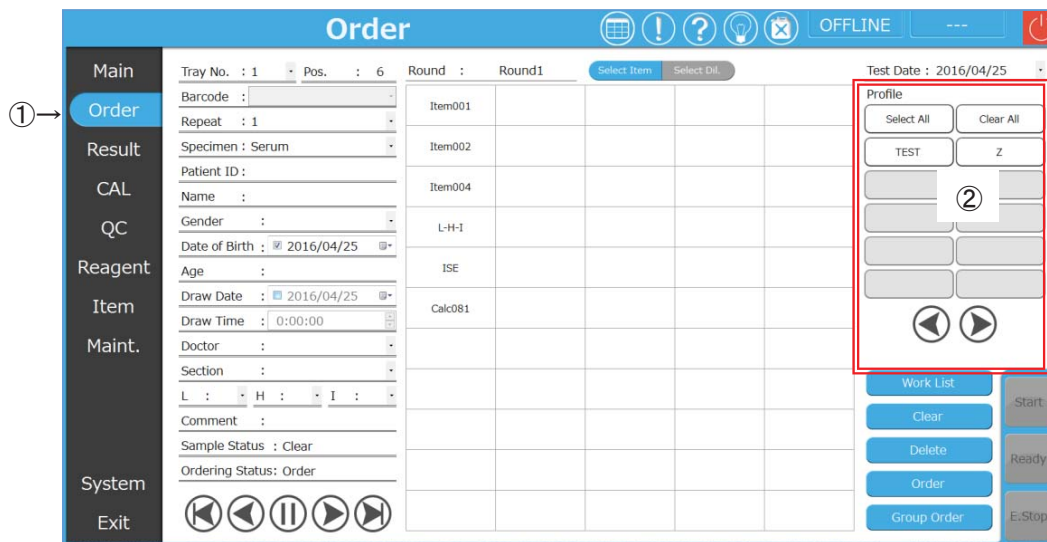 Order
OFFLINE
---
①→
Main
Order
Result
CAL
QC
Reagent
Item
Maint.
System
Exit
Tray No. : 1 Pos. : 6
Barcode :
Repeat : 1
Specimen : Serum
Patient ID :
Name :
Gender :
Date of Birth : 2016/04/25
Age :
Draw Date : 2016/04/25
Draw Time : 0:00:00
Doctor :
Section :
L : H : I :
Comment :
Sample Status : Clear
Ordering Status: Order
Round : Round1
Select Item Select Dil.
Item001
Item002
Item004
L-H-I
ISE
Calc081
Test Date : 2016/04/25
Profile
Select All Clear All
TEST Z
②
Work List
Clear
Delete
Order
Group Order
Start
Ready
E.Stop